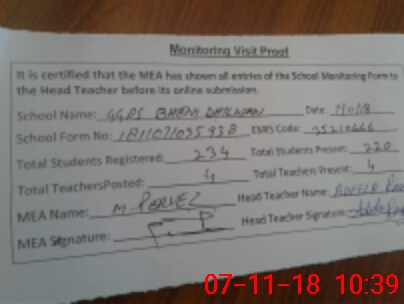 Monitoring Visit Proof
It is certified that the MEA has shown all entries of the School Monitoring Form to
the Head Teacher before its online submission.
School Name: GGPS Date:
School Form No: EMIS Code: 35210666
Total Students Registered: 234 Total Students Present: 220
Total TeachersPosted: 4 Total Teachers Present: 4
MEA Name: M. PERVEZ Head Teacher Name:
MEA Signature: Head Teacher Signature:
07-11-18 10:39